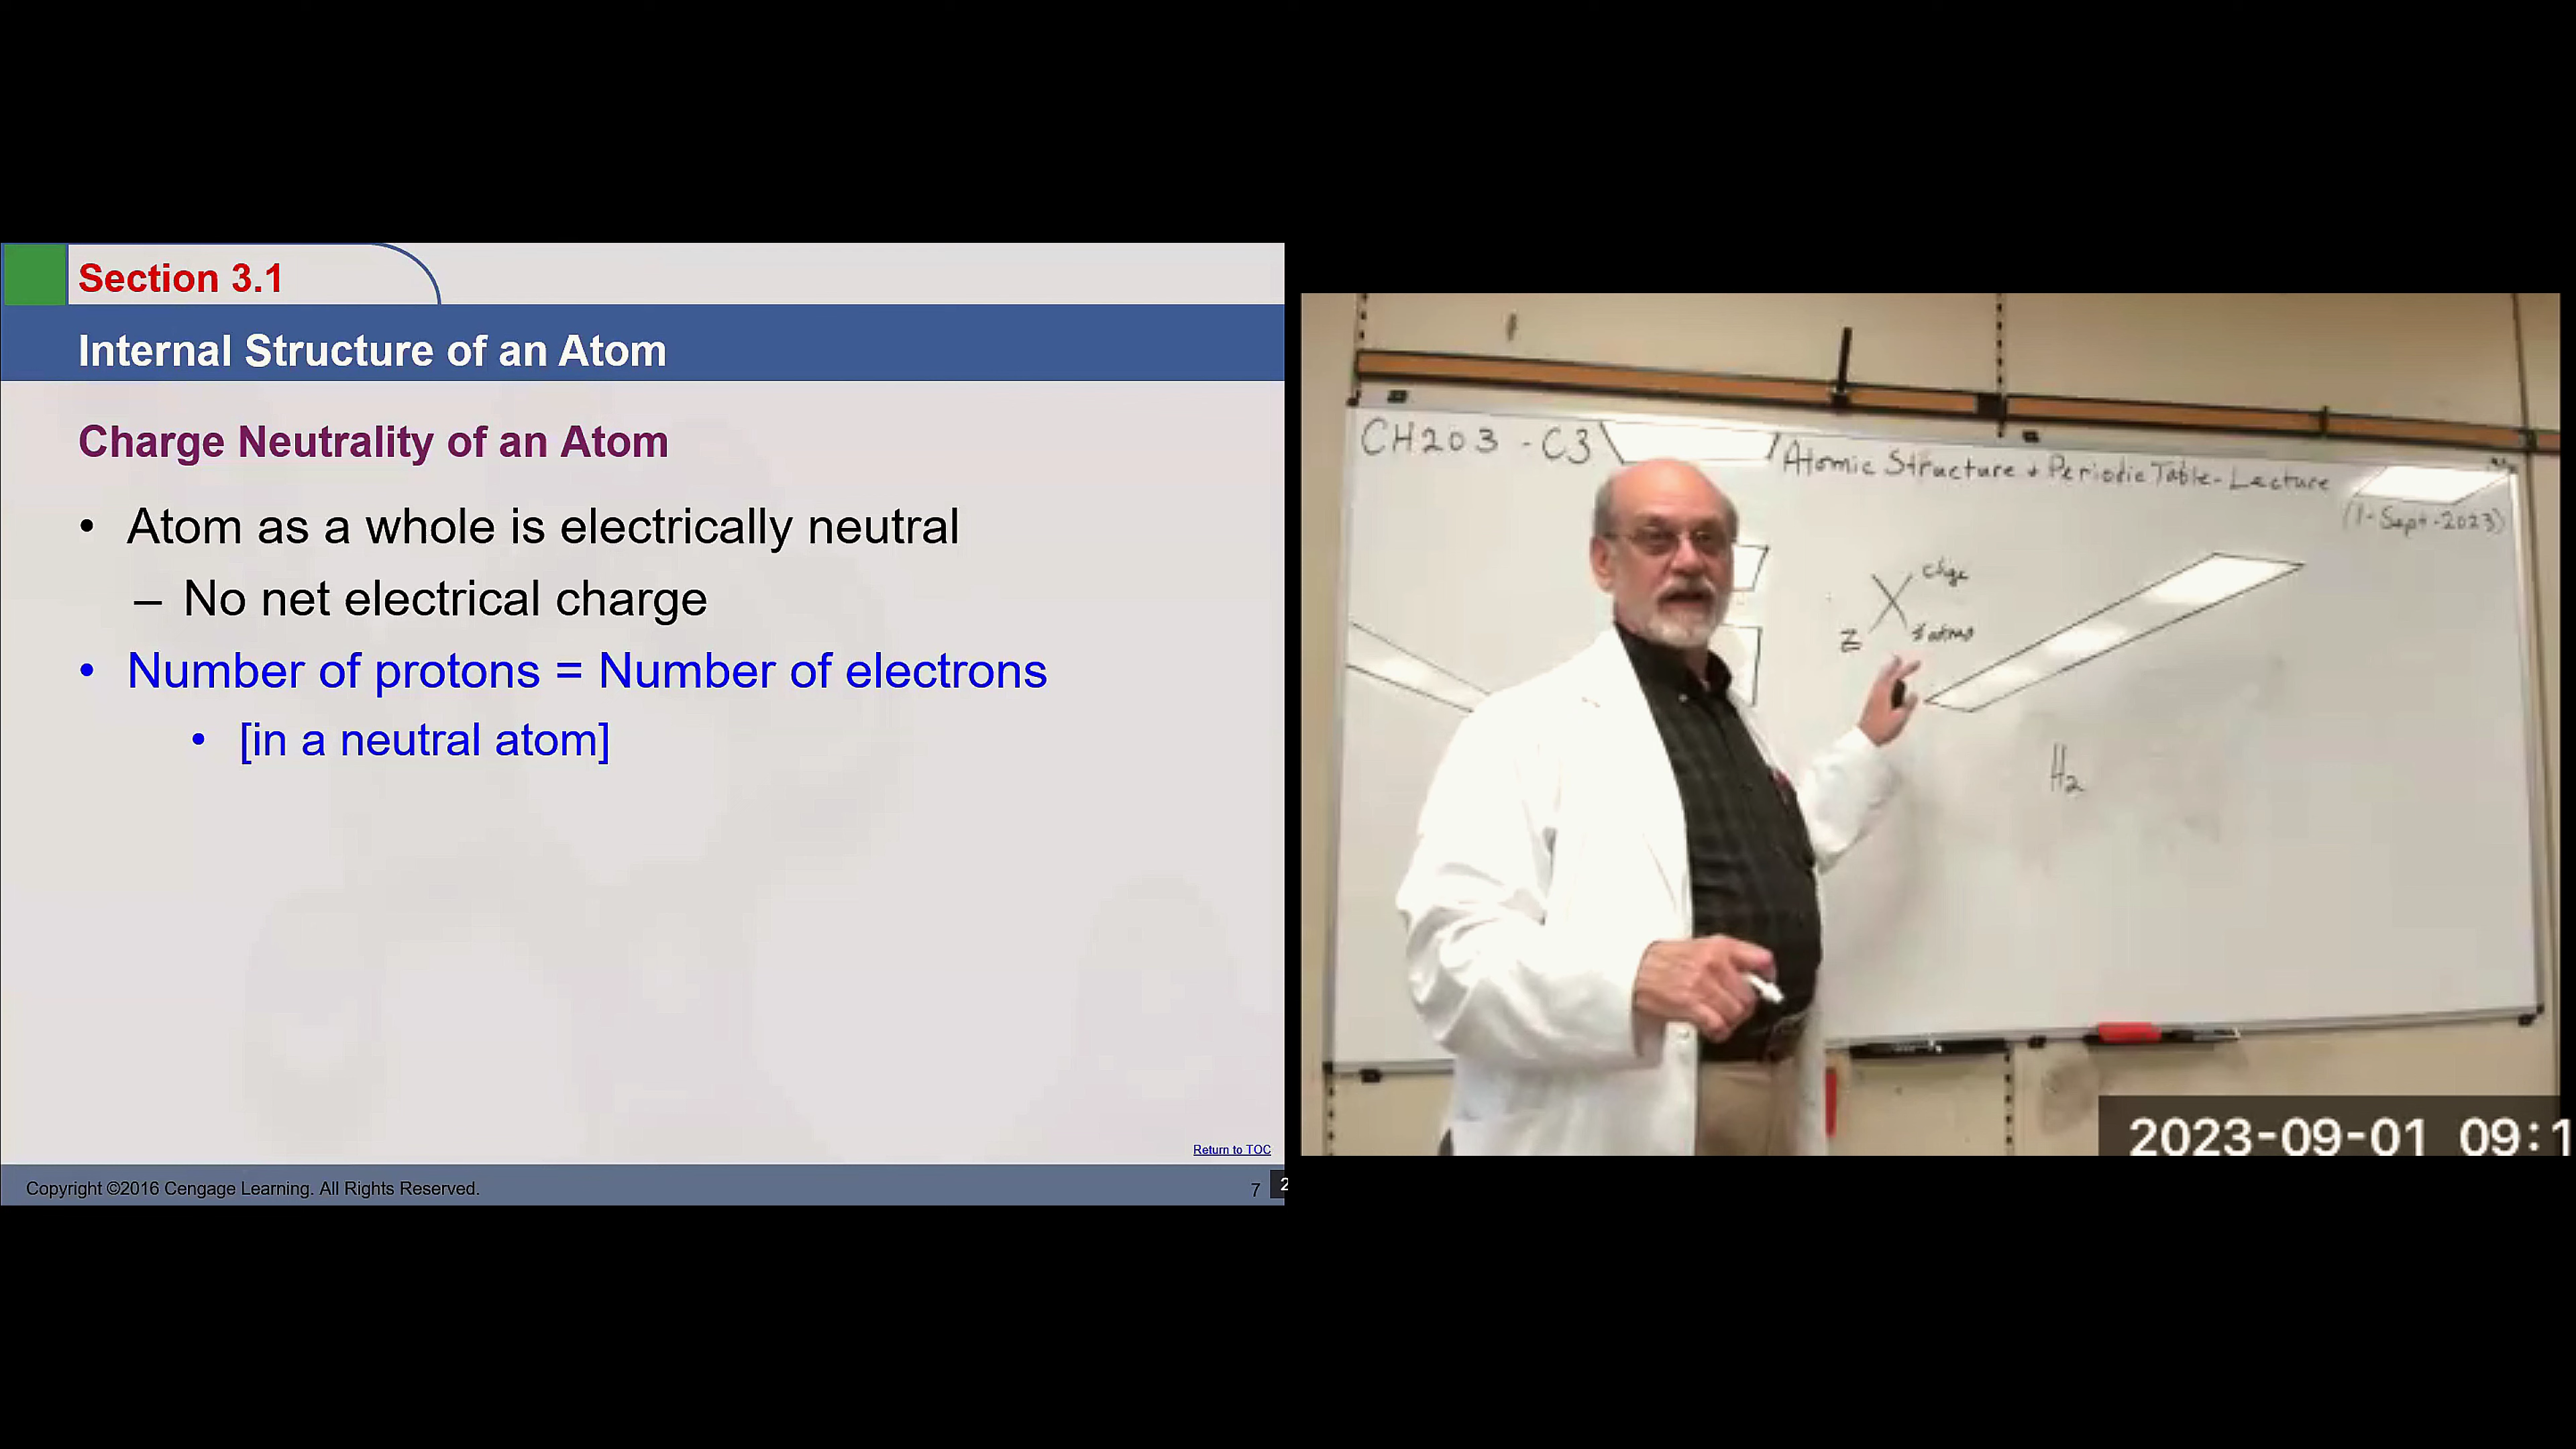 Section 3.1
Internal Structure of an Atom
Charge Neutrality of an Atom
• Atom as a whole is electrically neutral
– No net electrical charge
• Number of protons = Number of electrons
• [in a neutral atom]
Return to TOC
Copyright ©2016 Cengage Learning. All Rights Reserved.
7
2
CH203 - C3
Atomic Structure + Periodic Table - Lecture
(1-Sept-2023)
X
Z
# atoms
H2
2023-09-01 09:1